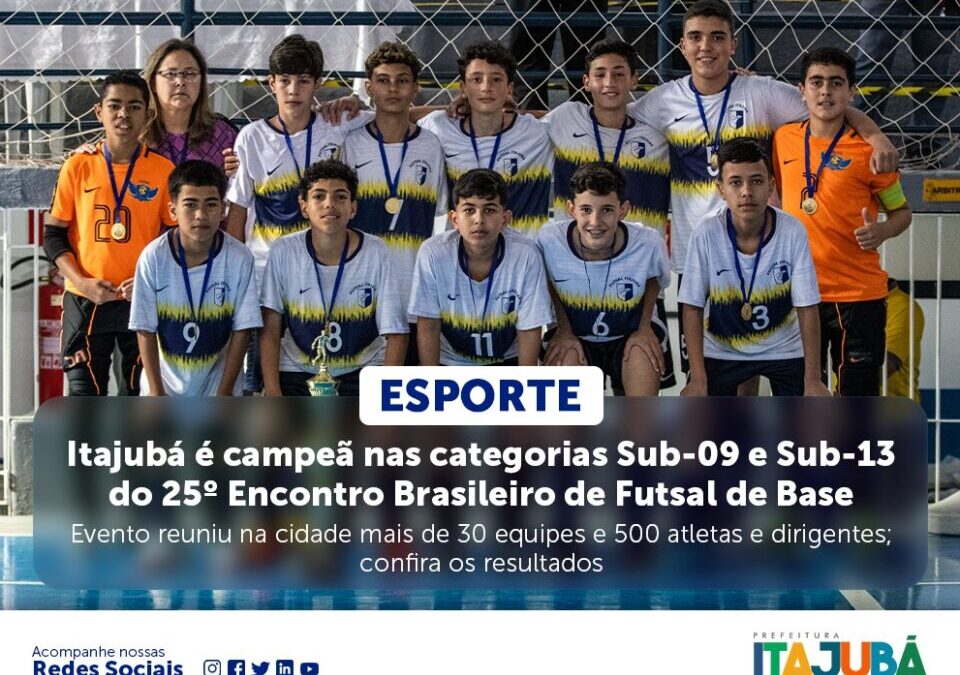 20
ARBITR
9
8
7
11
6
3
ESPORTE
Itajubá é campeã nas categorias Sub-09 e Sub-13
do 25º Encontro Brasileiro de Futsal de Base
Evento reuniu na cidade mais de 30 equipes e 500 atletas e dirigentes;
confira os resultados
Acompanhe nossas
Redes Sociais
PREFEITURA
ITAJUBÁ